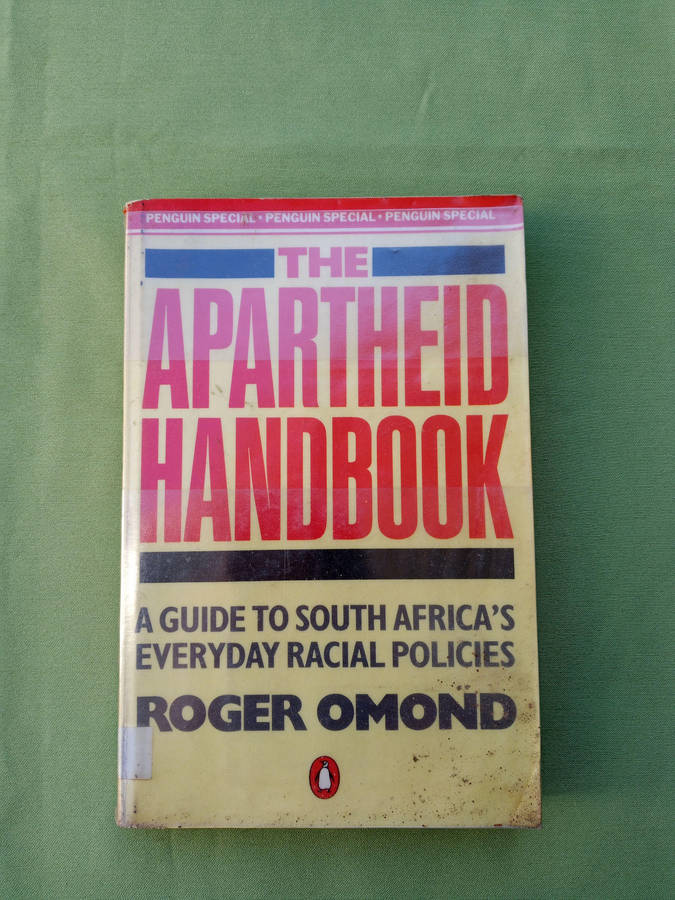 PENGUIN SPECIAL • PENGUIN SPECIAL • PENGUIN SPECIAL
THE
APARTHEID
HANDBOOK
A GUIDE TO SOUTH AFRICA'S
EVERYDAY RACIAL POLICIES
ROGER OMOND